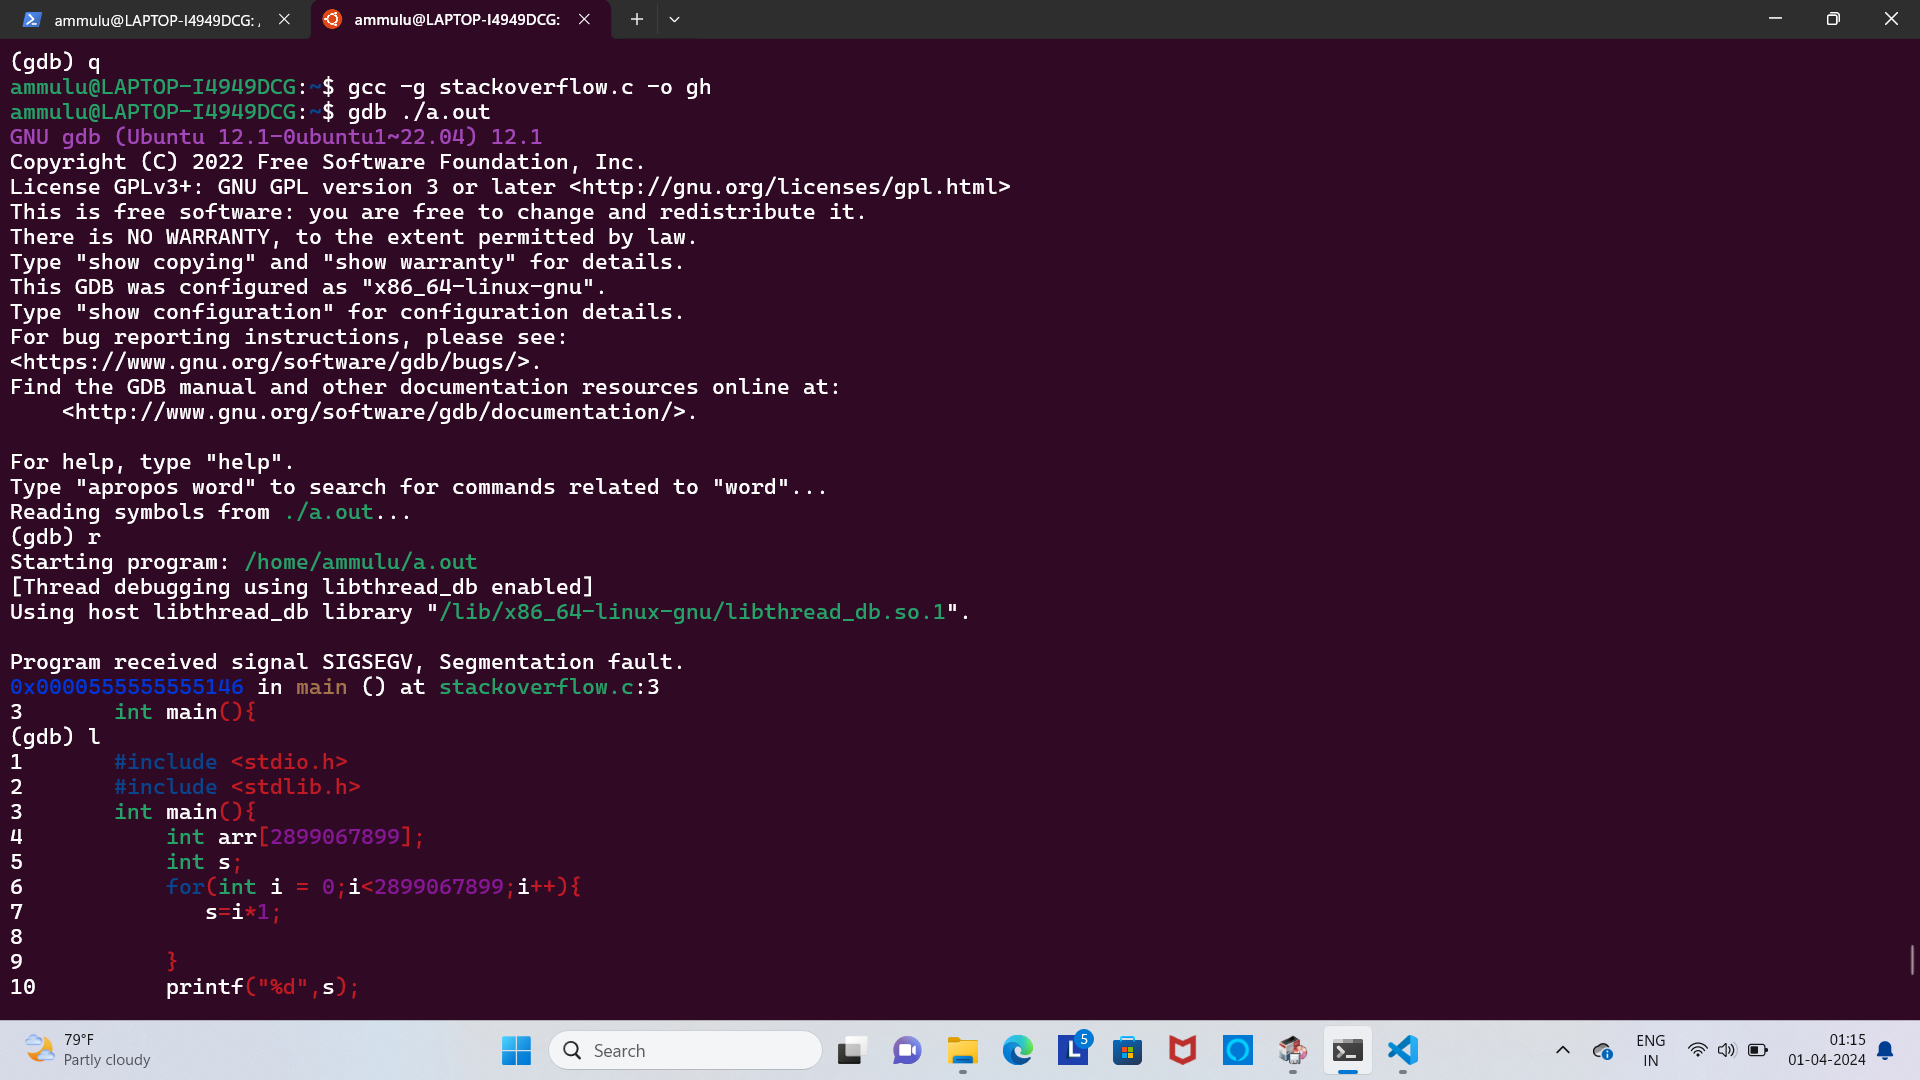 ammulu@LAPTOP-I4949DCG: ,
ammulu@LAPTOP-I4949DCG:
(gdb) q
ammulu@LAPTOP-I4949DCG:~$ gcc -g stackoverflow.c -o gh
ammulu@LAPTOP-I4949DCG:~$ gdb ./a.out
GNU gdb (Ubuntu 12.1-0ubuntu1~22.04) 12.1
Copyright (C) 2022 Free Software Foundation, Inc.
License GPLv3+: GNU GPL version 3 or later <http://gnu.org/licenses/gpl.html>
This is free software: you are free to change and redistribute it.
There is NO WARRANTY, to the extent permitted by law.
Type "show copying" and "show warranty" for details.
This GDB was configured as "x86_64-linux-gnu".
Type "show configuration" for configuration details.
For bug reporting instructions, please see:
<https://www.gnu.org/software/gdb/bugs/>.
Find the GDB manual and other documentation resources online at:
    <http://www.gnu.org/software/gdb/documentation/>.
For help, type "help".
Type "apropos word" to search for commands related to "word"...
Reading symbols from ./a.out...
(gdb) r
Starting program: /home/ammulu/a.out
[Thread debugging using libthread_db enabled]
Using host libthread_db library "/lib/x86_64-linux-gnu/libthread_db.so.1".
Program received signal SIGSEGV, Segmentation fault.
0x0000555555555146 in main () at stackoverflow.c:3
3       int main(){
(gdb) l
1       #include <stdio.h>
2       #include <stdlib.h>
3       int main(){
4           int arr[2899067899];
5           int s;
6           for(int i = 0;i<2899067899;i++){
7              s=i*1;
8
9           }
10          printf("%d",s);
79°F
Partly cloudy
Search
L 5
ENG
IN
01:15
01-04-2024